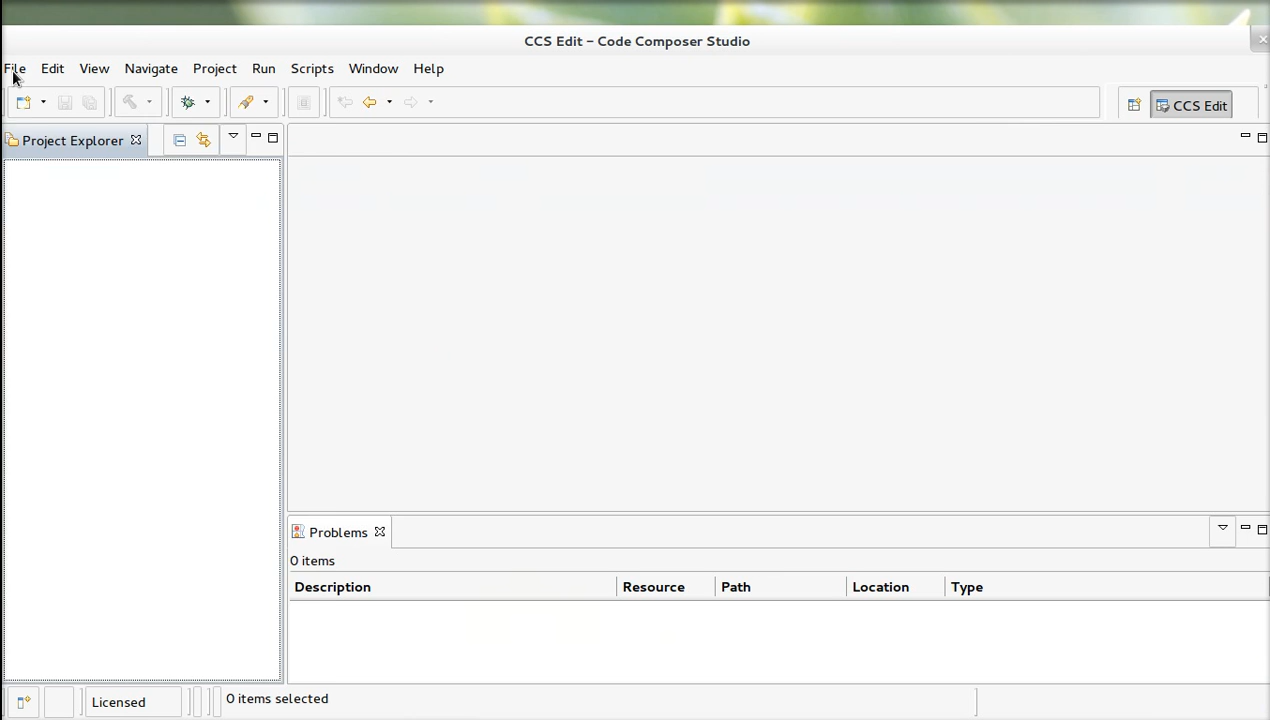 CCS Edit – Code Composer Studio
File Edit View Navigate Project Run Scripts Window Help
CCS Edit
Project Explorer
Problems
0 items
Description Resource Path Location Type
Licensed 0 items selected